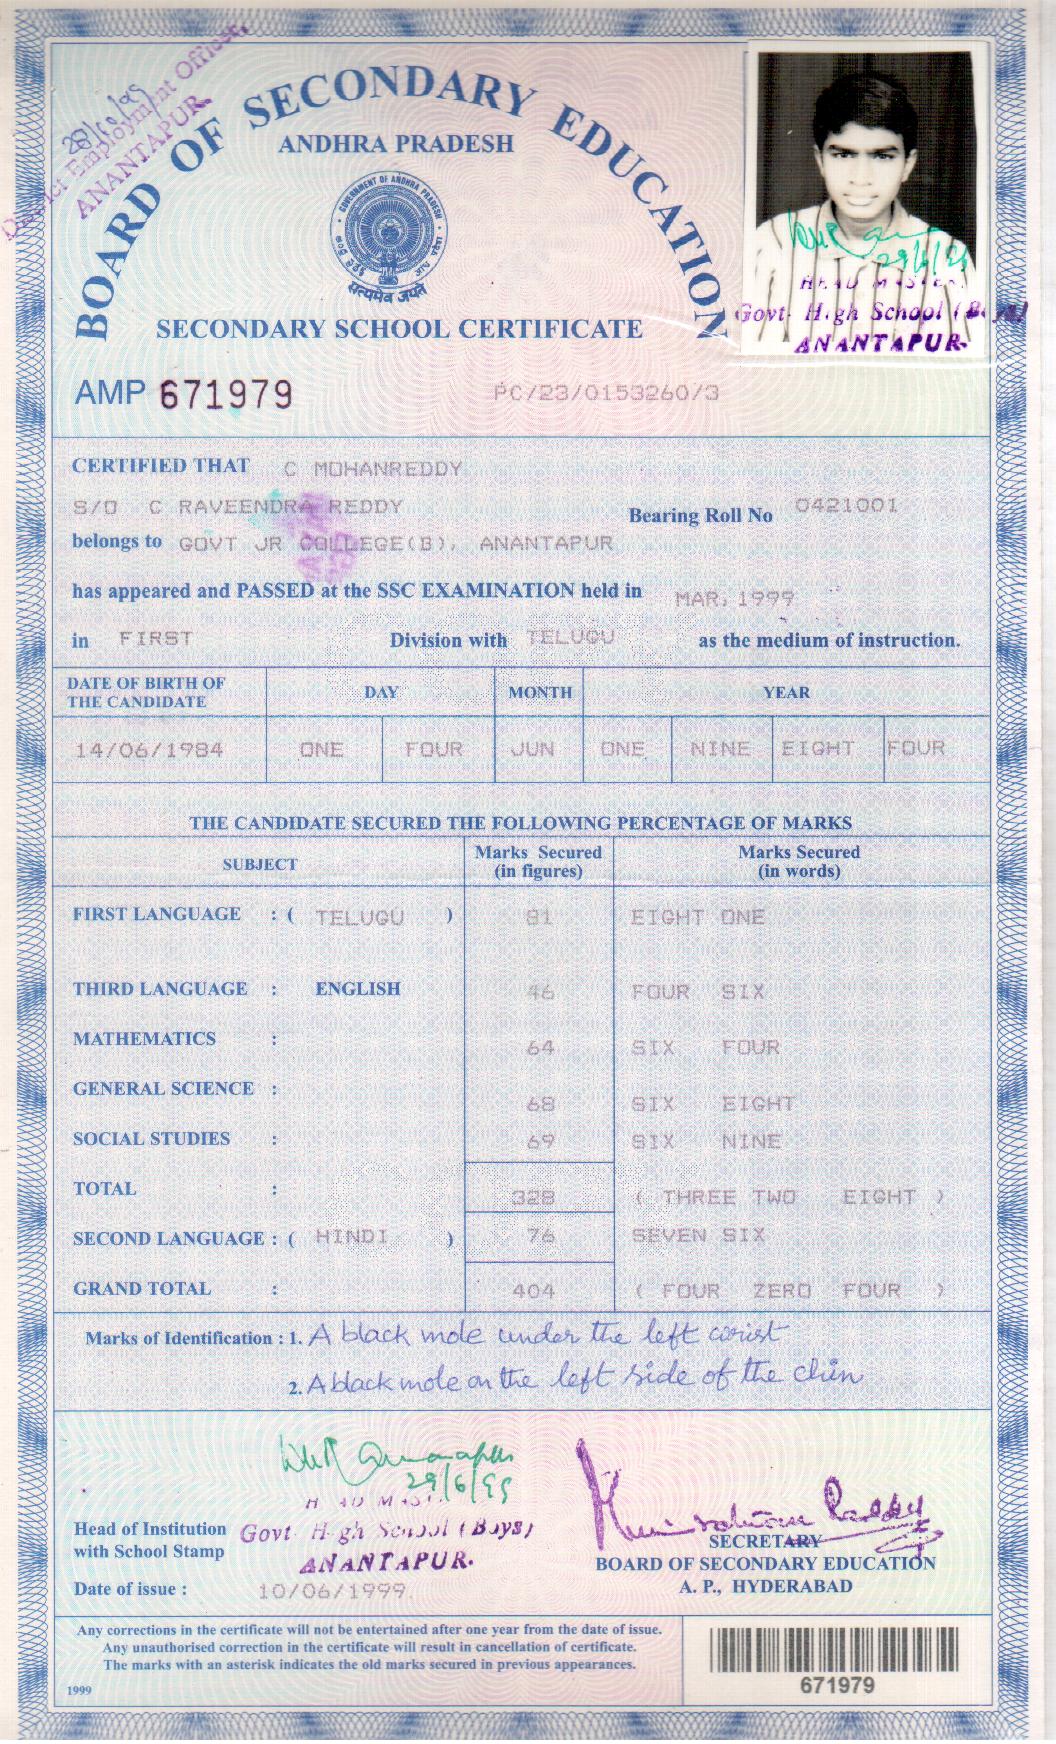 28/10/99
District Employment Officer,
ANANTAPUR.
BOARD OF SECONDARY EDUCATION
ANDHRA PRADESH
GOVERNMENT OF ANDHRA PRADESH
सत्यमेव जयते
SECONDARY SCHOOL CERTIFICATE
29/6/99
HEAD MASTER
Govt. High School (Boys)
ANANTAPUR.
AMP 671979 PC/23/0153260/3
CERTIFIED THAT C MOHANREDDY
S/O C RAVEENDRA REDDY
Bearing Roll No 0421001
belongs to GOVT JR COLLEGE(B), ANANTAPUR
has appeared and PASSED at the SSC EXAMINATION held in MAR, 1999
in FIRST Division with TELUGU as the medium of instruction.
DATE OF BIRTH OF THE CANDIDATE DAY MONTH YEAR
14/06/1984 ONE FOUR JUN ONE NINE EIGHT FOUR
THE CANDIDATE SECURED THE FOLLOWING PERCENTAGE OF MARKS
SUBJECT Marks Secured (in figures) Marks Secured (in words)
FIRST LANGUAGE : ( TELUGU ) 81 EIGHT ONE
THIRD LANGUAGE : ENGLISH 46 FOUR SIX
MATHEMATICS : 64 SIX FOUR
GENERAL SCIENCE : 68 SIX EIGHT
SOCIAL STUDIES : 69 SIX NINE
TOTAL : 328 ( THREE TWO EIGHT )
SECOND LANGUAGE : ( HINDI ) 76 SEVEN SIX
GRAND TOTAL : 404 ( FOUR ZERO FOUR )
Marks of Identification : 1. A black mole under the left wrist
2. A black mole on the left side of the chin
29/6/99
HEAD MASTER
Head of Institution Govt. High School (Boys)
with School Stamp ANANTAPUR.
SECRETARY
BOARD OF SECONDARY EDUCATION
A. P., HYDERABAD
Date of issue : 10/06/1999.
Any corrections in the certificate will not be entertained after one year from the date of issue.
Any unauthorised correction in the certificate will result in cancellation of certificate.
The marks with an asterisk indicates the old marks secured in previous appearances.
1999
671979